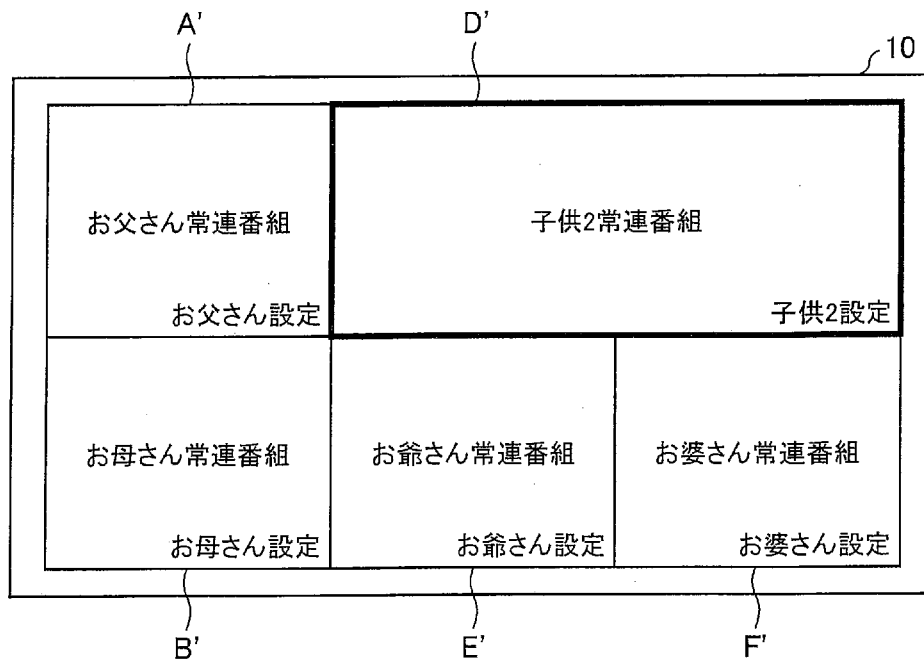 A'
D'
10
お父さん常連番組
お父さん設定
子供2常連番組
子供2設定
お母さん常連番組
お母さん設定
お爺さん常連番組
お爺さん設定
お婆さん常連番組
お婆さん設定
B'
E'
F'